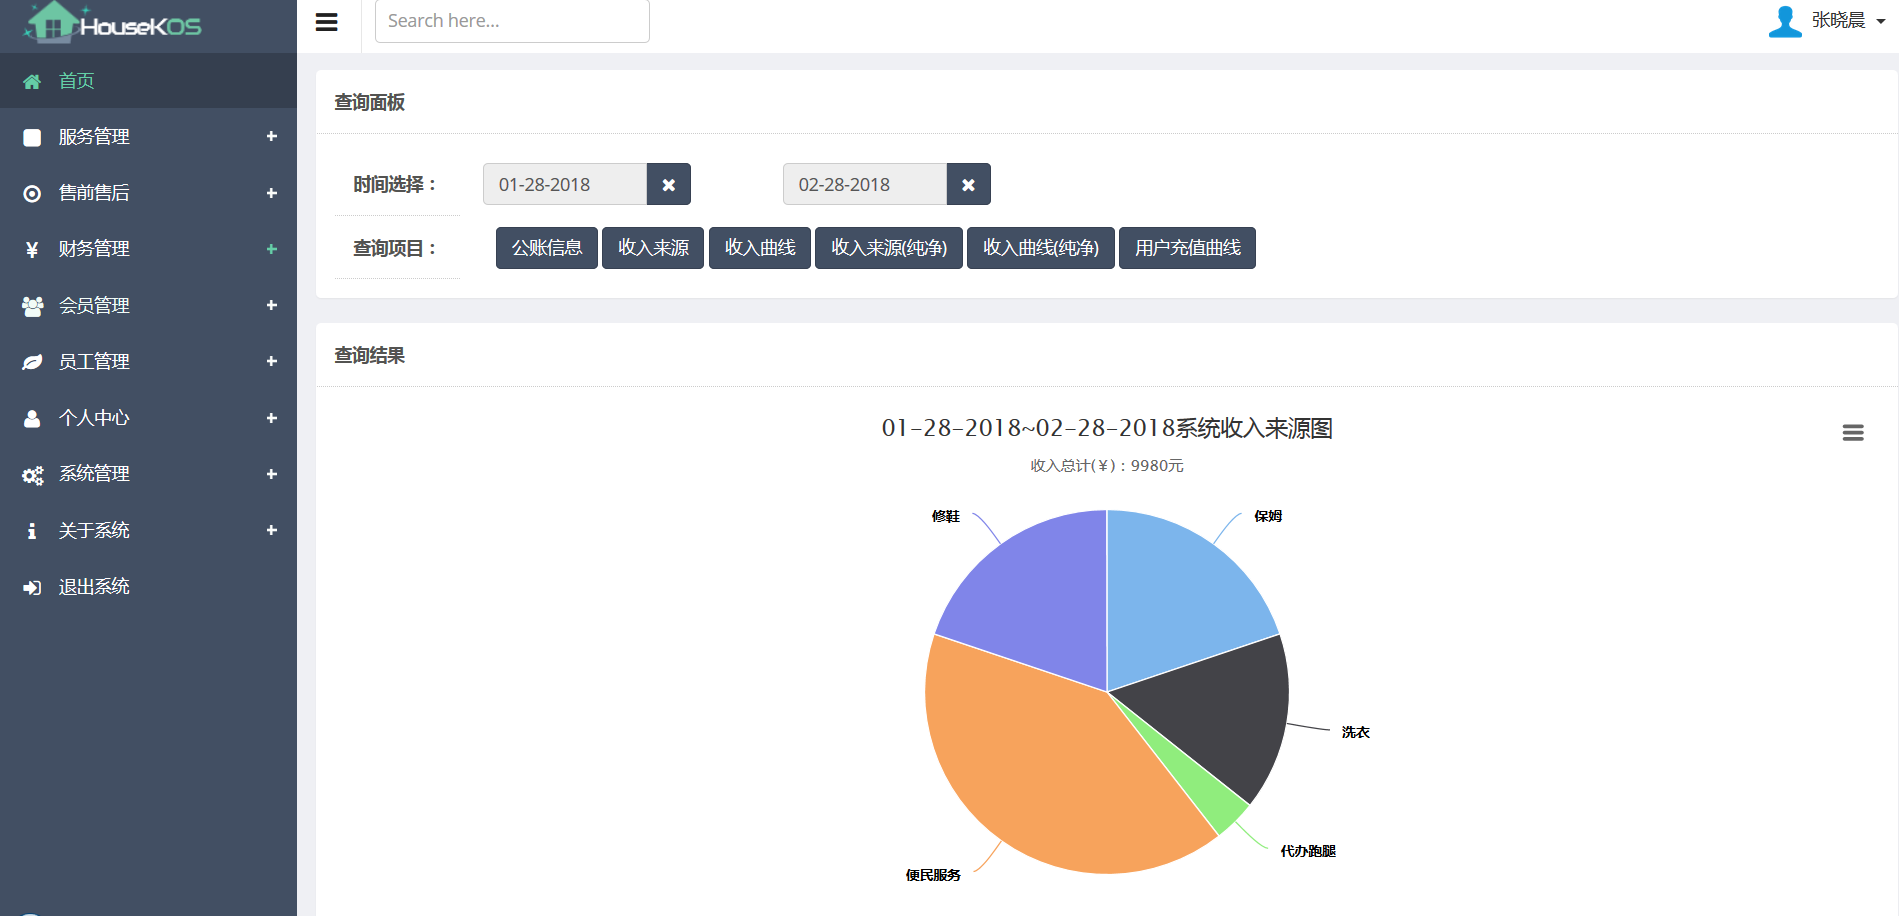 HouseKOS
Search here...
张晓晨
首页
服务管理
售前售后
财务管理
会员管理
员工管理
个人中心
系统管理
关于系统
退出系统
查询面板
时间选择：
01-28-2018
02-28-2018
查询项目：
公账信息
收入来源
收入曲线
收入来源(纯净)
收入曲线(纯净)
用户充值曲线
查询结果
01-28-2018~02-28-2018系统收入来源图
收入总计(￥)：9980元
修鞋
保姆
洗衣
代办跑腿
便民服务